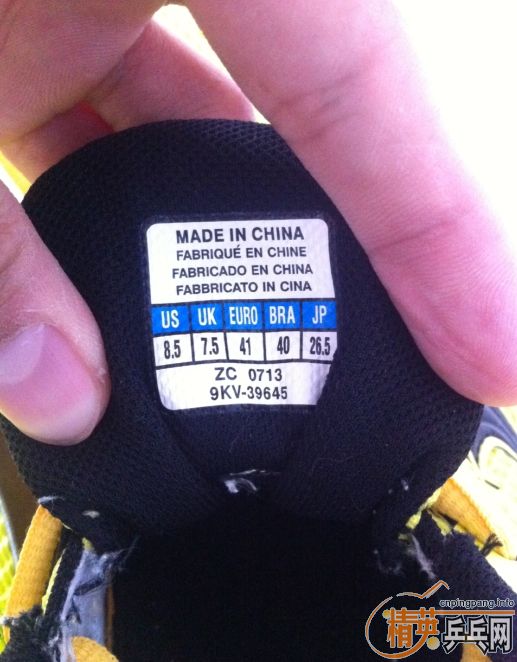 MADE IN CHINA
FABRIQUÉ EN CHINE
FABRICADO EN CHINA
FABBRICATO IN CINA
US UK EURO BRA JP
8.5 7.5 41 40 26.5
ZC 0713
9KV-39645
cnpingpang.info
精英乒乓网